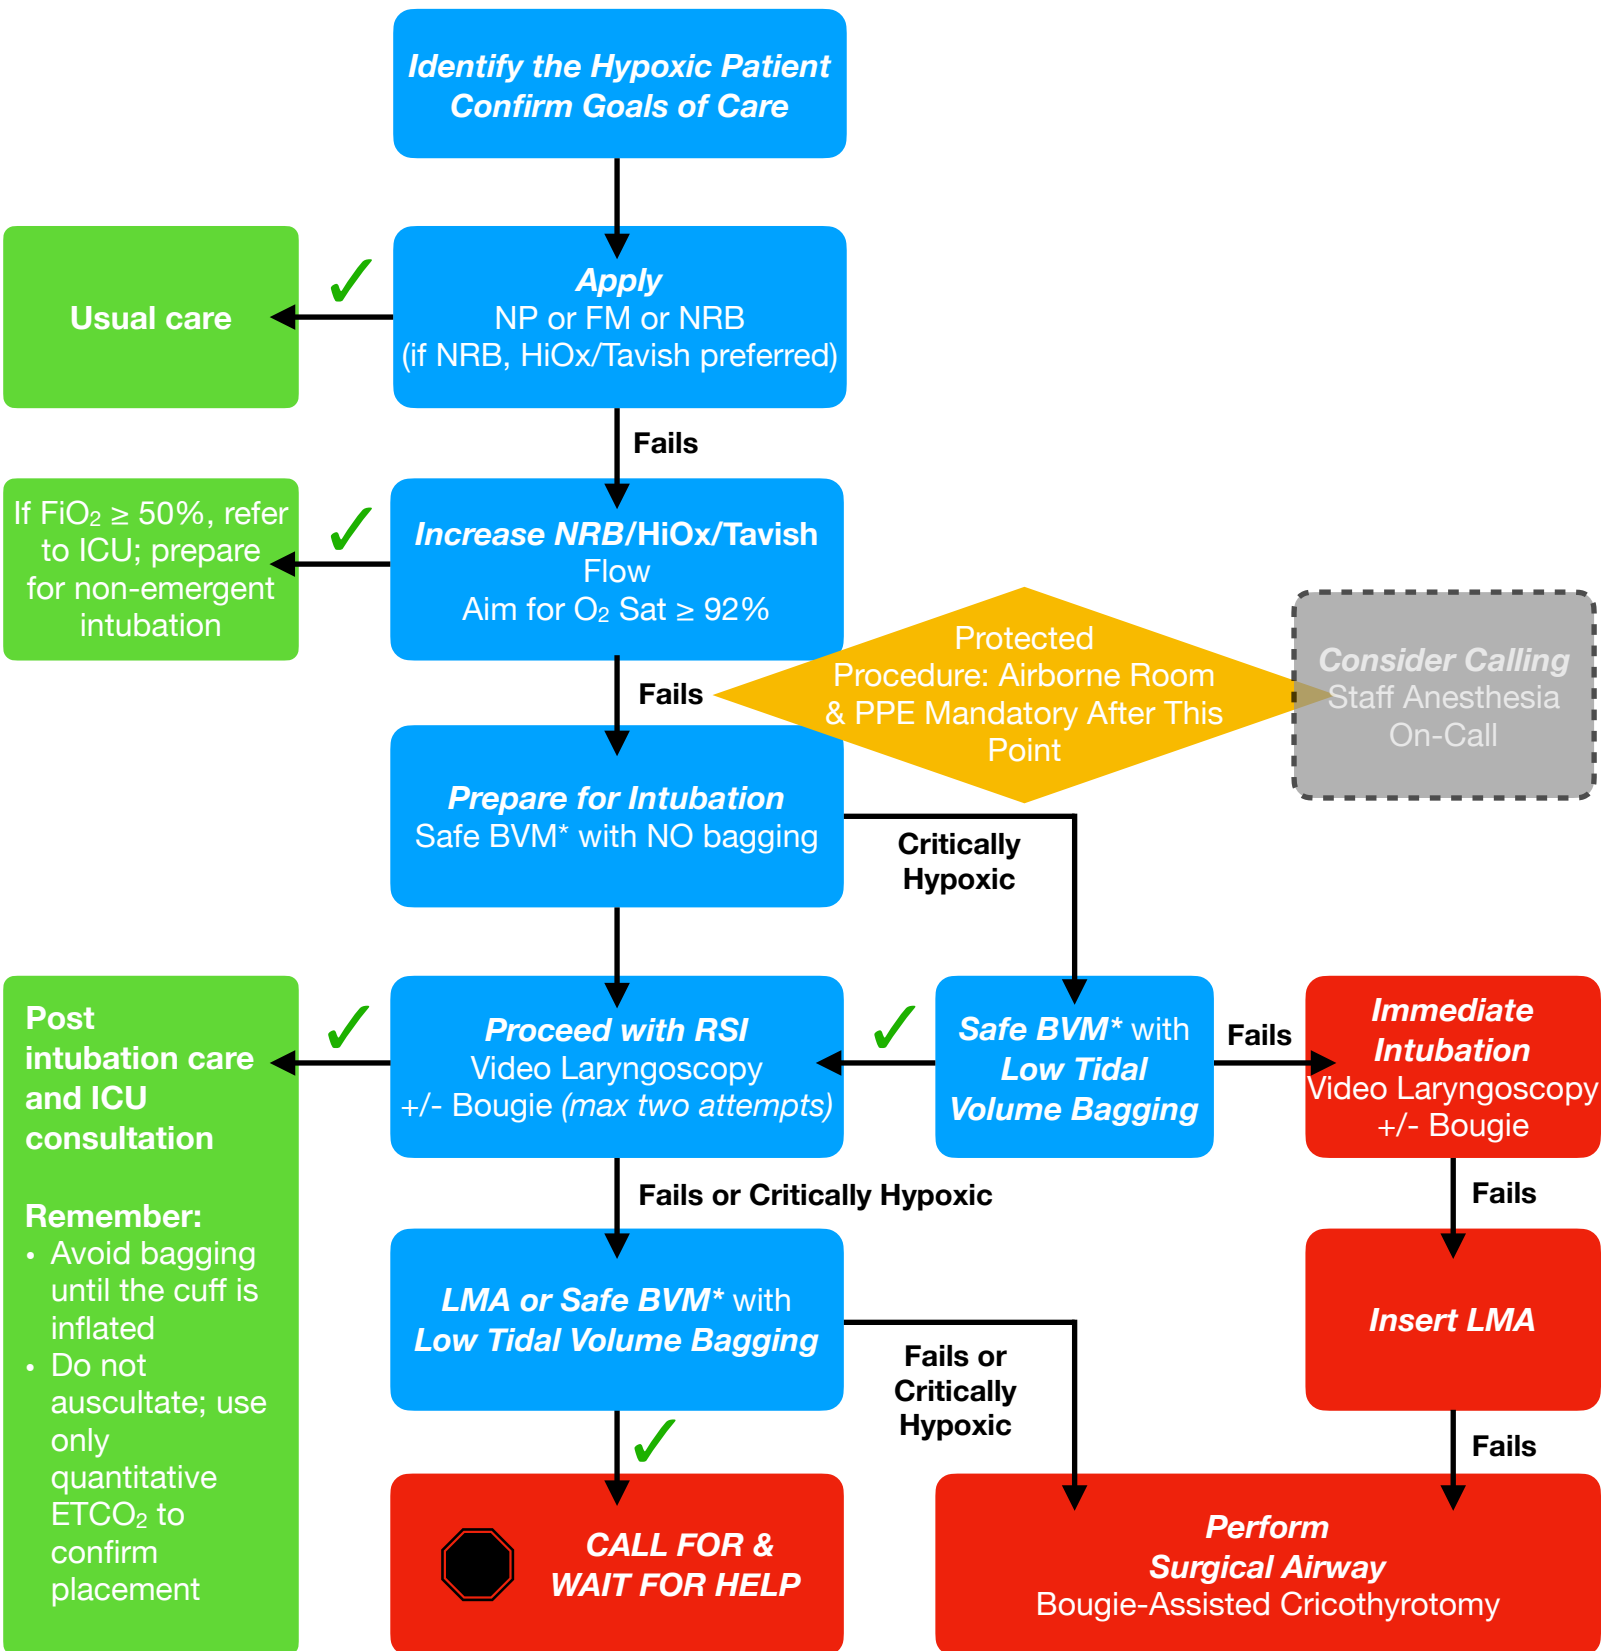 Identify the Hypoxic Patient
Confirm Goals of Care
Usual care
Apply
NP or FM or NRB
(if NRB, HiOx/Tavish preferred)
Fails
If FiO₂ ≥ 50%, refer
to ICU; prepare
for non-emergent
intubation
Increase NRB/HiOx/Tavish
Flow
Aim for O₂ Sat ≥ 92%
Fails
Protected
Procedure: Airborne Room
& PPE Mandatory After This
Point
Consider Calling
Staff Anesthesia
On-Call
Prepare for Intubation
Safe BVM* with NO bagging
Critically
Hypoxic
Proceed with RSI
Video Laryngoscopy
+/- Bougie (max two attempts)
Safe BVM* with
Low Tidal
Volume Bagging
Fails
Immediate
Intubation
Video Laryngoscopy
+/- Bougie
Post
intubation care
and ICU
consultation
Remember:
• Avoid bagging
until the cuff is
inflated
• Do not
auscultate; use
only
quantitative
ETCO₂ to
confirm
placement
Fails or Critically Hypoxic
Fails
LMA or Safe BVM* with
Low Tidal Volume Bagging
Fails or
Critically
Hypoxic
Insert LMA
Fails
CALL FOR &
WAIT FOR HELP
Perform
Surgical Airway
Bougie-Assisted Cricothyrotomy